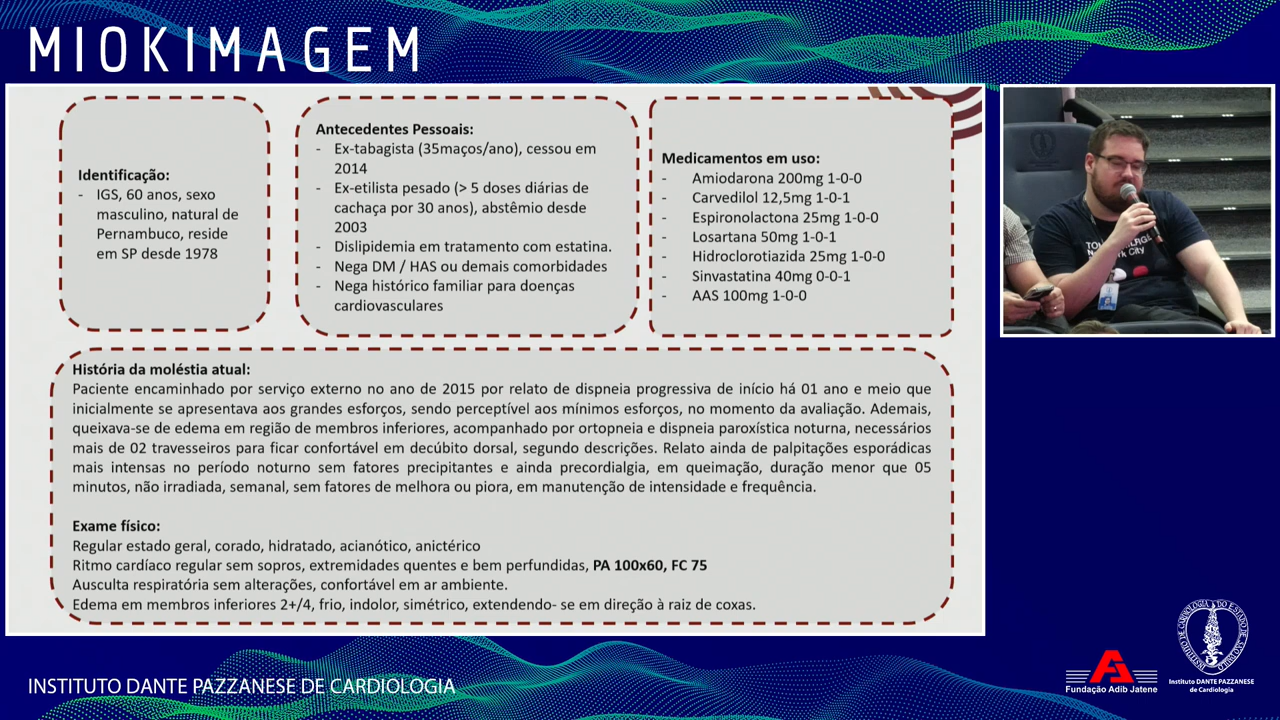 MIOKIMAGEM
Identificação:
- IGS, 60 anos, sexo
masculino, natural de
Pernambuco, reside
em SP desde 1978
Antecedentes Pessoais:
- Ex-tabagista (35maços/ano), cessou em
2014
- Ex-etilista pesado (> 5 doses diárias de
cachaça por 30 anos), abstêmio desde
2003
- Dislipidemia em tratamento com estatina.
- Nega DM / HAS ou demais comorbidades
- Nega histórico familiar para doenças
cardiovasculares
Medicamentos em uso:
- Amiodarona 200mg 1-0-0
- Carvedilol 12,5mg 1-0-1
- Espironolactona 25mg 1-0-0
- Losartana 50mg 1-0-1
- Hidroclorotiazida 25mg 1-0-0
- Sinvastatina 40mg 0-0-1
- AAS 100mg 1-0-0
História da moléstia atual:
Paciente encaminhado por serviço externo no ano de 2015 por relato de dispneia progressiva de início há 01 ano e meio que
inicialmente se apresentava aos grandes esforços, sendo perceptível aos mínimos esforços, no momento da avaliação. Ademais,
queixava-se de edema em região de membros inferiores, acompanhado por ortopneia e dispneia paroxística noturna, necessários
mais de 02 travesseiros para ficar confortável em decúbito dorsal, segundo descrições. Relato ainda de palpitações esporádicas
mais intensas no período noturno sem fatores precipitantes e ainda precordialgia, em queimação, duração menor que 05
minutos, não irradiada, semanal, sem fatores de melhora ou piora, em manutenção de intensidade e frequência.
Exame físico:
Regular estado geral, corado, hidratado, acianótico, anictérico
Ritmo cardíaco regular sem sopros, extremidades quentes e bem perfundidas, PA 100x60, FC 75
Ausculta respiratória sem alterações, confortável em ar ambiente.
Edema em membros inferiores 2+/4, frio, indolor, simétrico, extendendo- se em direção à raiz de coxas.
INSTITUTO DANTE PAZZANESE DE CARDIOLOGIA
Fundação Adib Jatene
INSTITUTO DE CARDIOLOGIA DO ESTADO DE SÃO PAULO
Instituto DANTE PAZZANESE
de Cardiologia